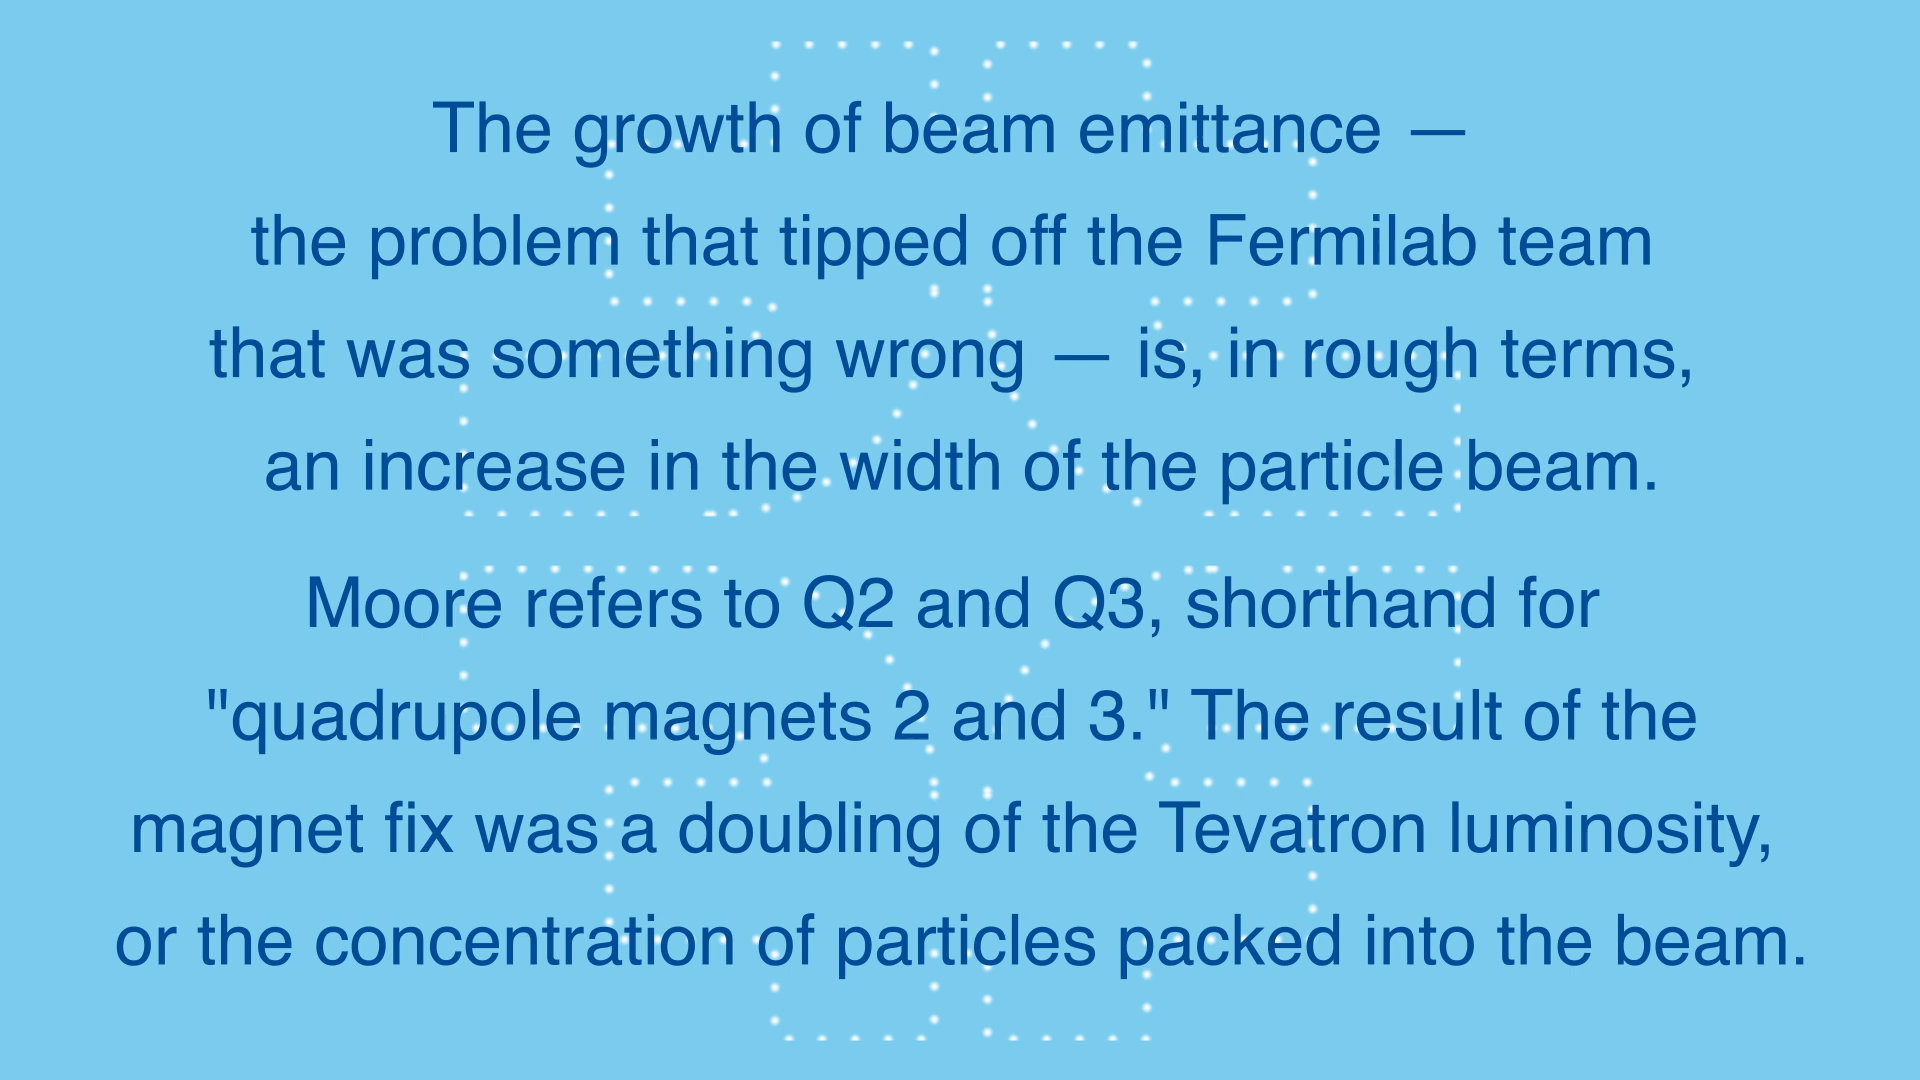 The growth of beam emittance —
the problem that tipped off the Fermilab team
that was something wrong — is, in rough terms,
an increase in the width of the particle beam.
Moore refers to Q2 and Q3, shorthand for
"quadrupole magnets 2 and 3." The result of the
magnet fix was a doubling of the Tevatron luminosity,
or the concentration of particles packed into the beam.